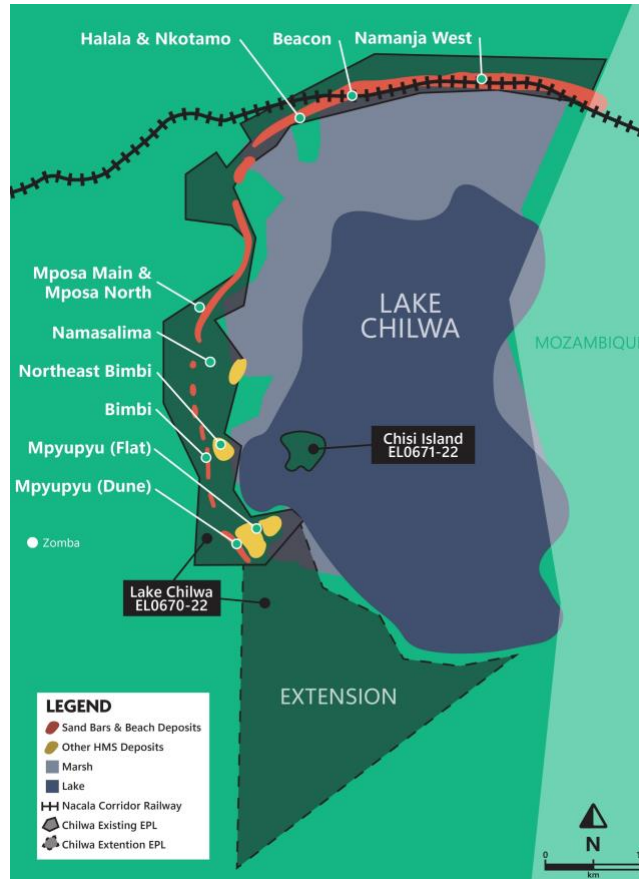 Halala & Nkotamo
Beacon
Namanja West
Mposa Main &
Mposa North
Namasalima
Northeast Bimbi
Bimbi
Mpyupyu (Flat)
Mpyupyu (Dune)
Zomba
LAKE
CHILWA
MOZAMBIQUE
Chisi Island
EL0671-22
Lake Chilwa
EL0670-22
EXTENSION
LEGEND
Sand Bars & Beach Deposits
Other HMS Deposits
Marsh
Lake
Nacala Corridor Railway
Chilwa Existing EPL
Chilwa Extention EPL
N
0
km